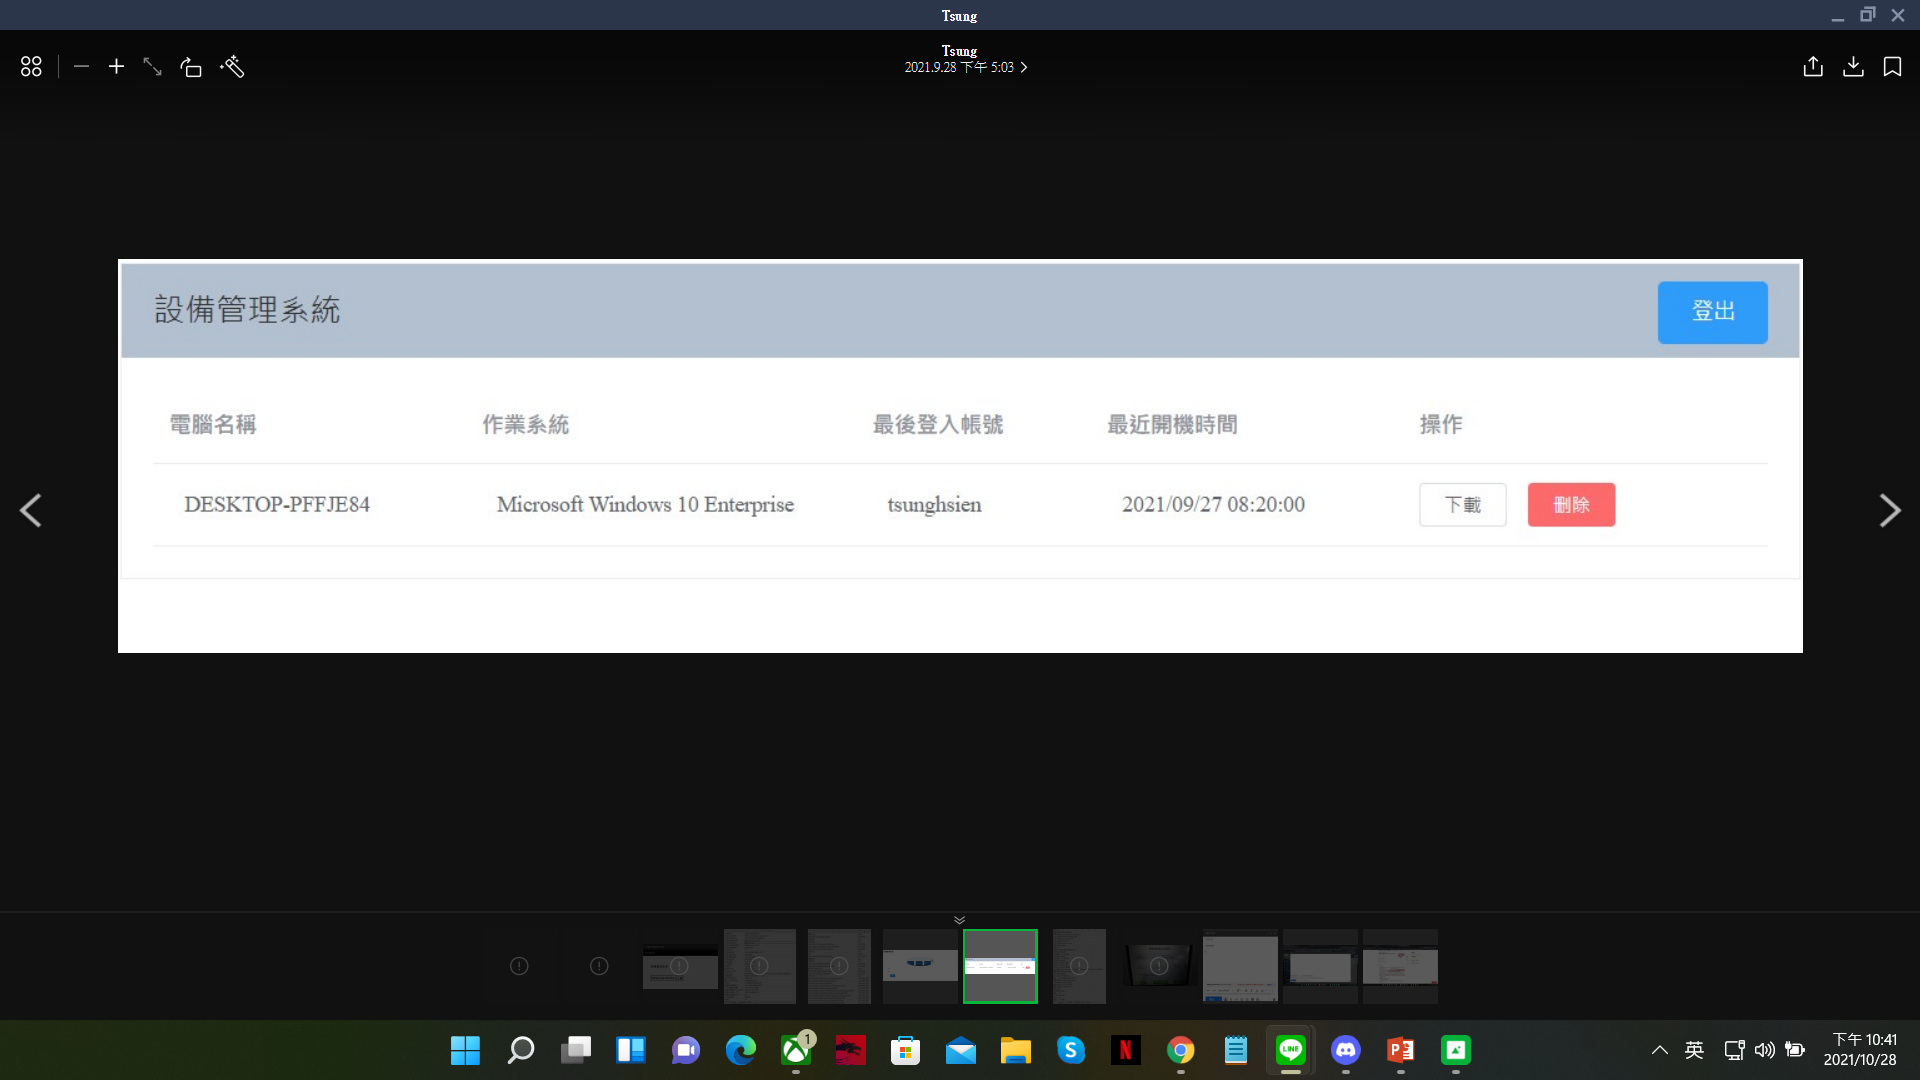 Tsung
Tsung
2021.9.28 下午 5:03
設備管理系統
登出
電腦名稱 作業系統 最後登入帳號 最近開機時間 操作
DESKTOP-PFFJE84 Microsoft Windows 10 Enterprise tsunghsien 2021/09/27 08:20:00 下載 刪除
1
S
N
LINE
P
英
下午 10:41
2021/10/28